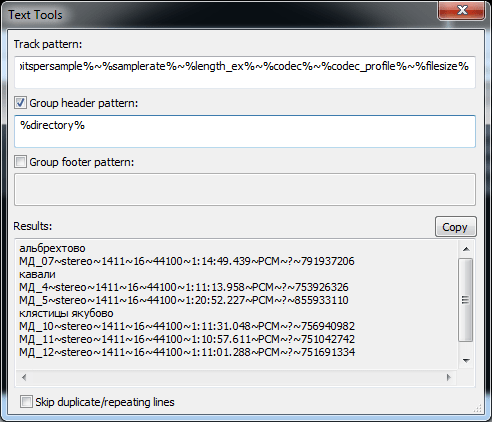 Text Tools
Track pattern:
itspersample%~%samplerate%~%length_ex%~%codec%~%codec_profile%~%filesize%
Group header pattern:
%directory%
Group footer pattern:
Results:
Copy
альбрехтово
МД_07~stereo~1411~16~44100~1:14:49.439~PCM~?~791937206
кавали
МД_4~stereo~1411~16~44100~1:11:13.958~PCM~?~753926326
МД_5~stereo~1411~16~44100~1:20:52.227~PCM~?~855933110
клястицы якубово
МД_10~stereo~1411~16~44100~1:11:31.048~PCM~?~756940982
МД_11~stereo~1411~16~44100~1:10:57.611~PCM~?~751042742
МД_12~stereo~1411~16~44100~1:11:01.288~PCM~?~751691334
Skip duplicate/repeating lines